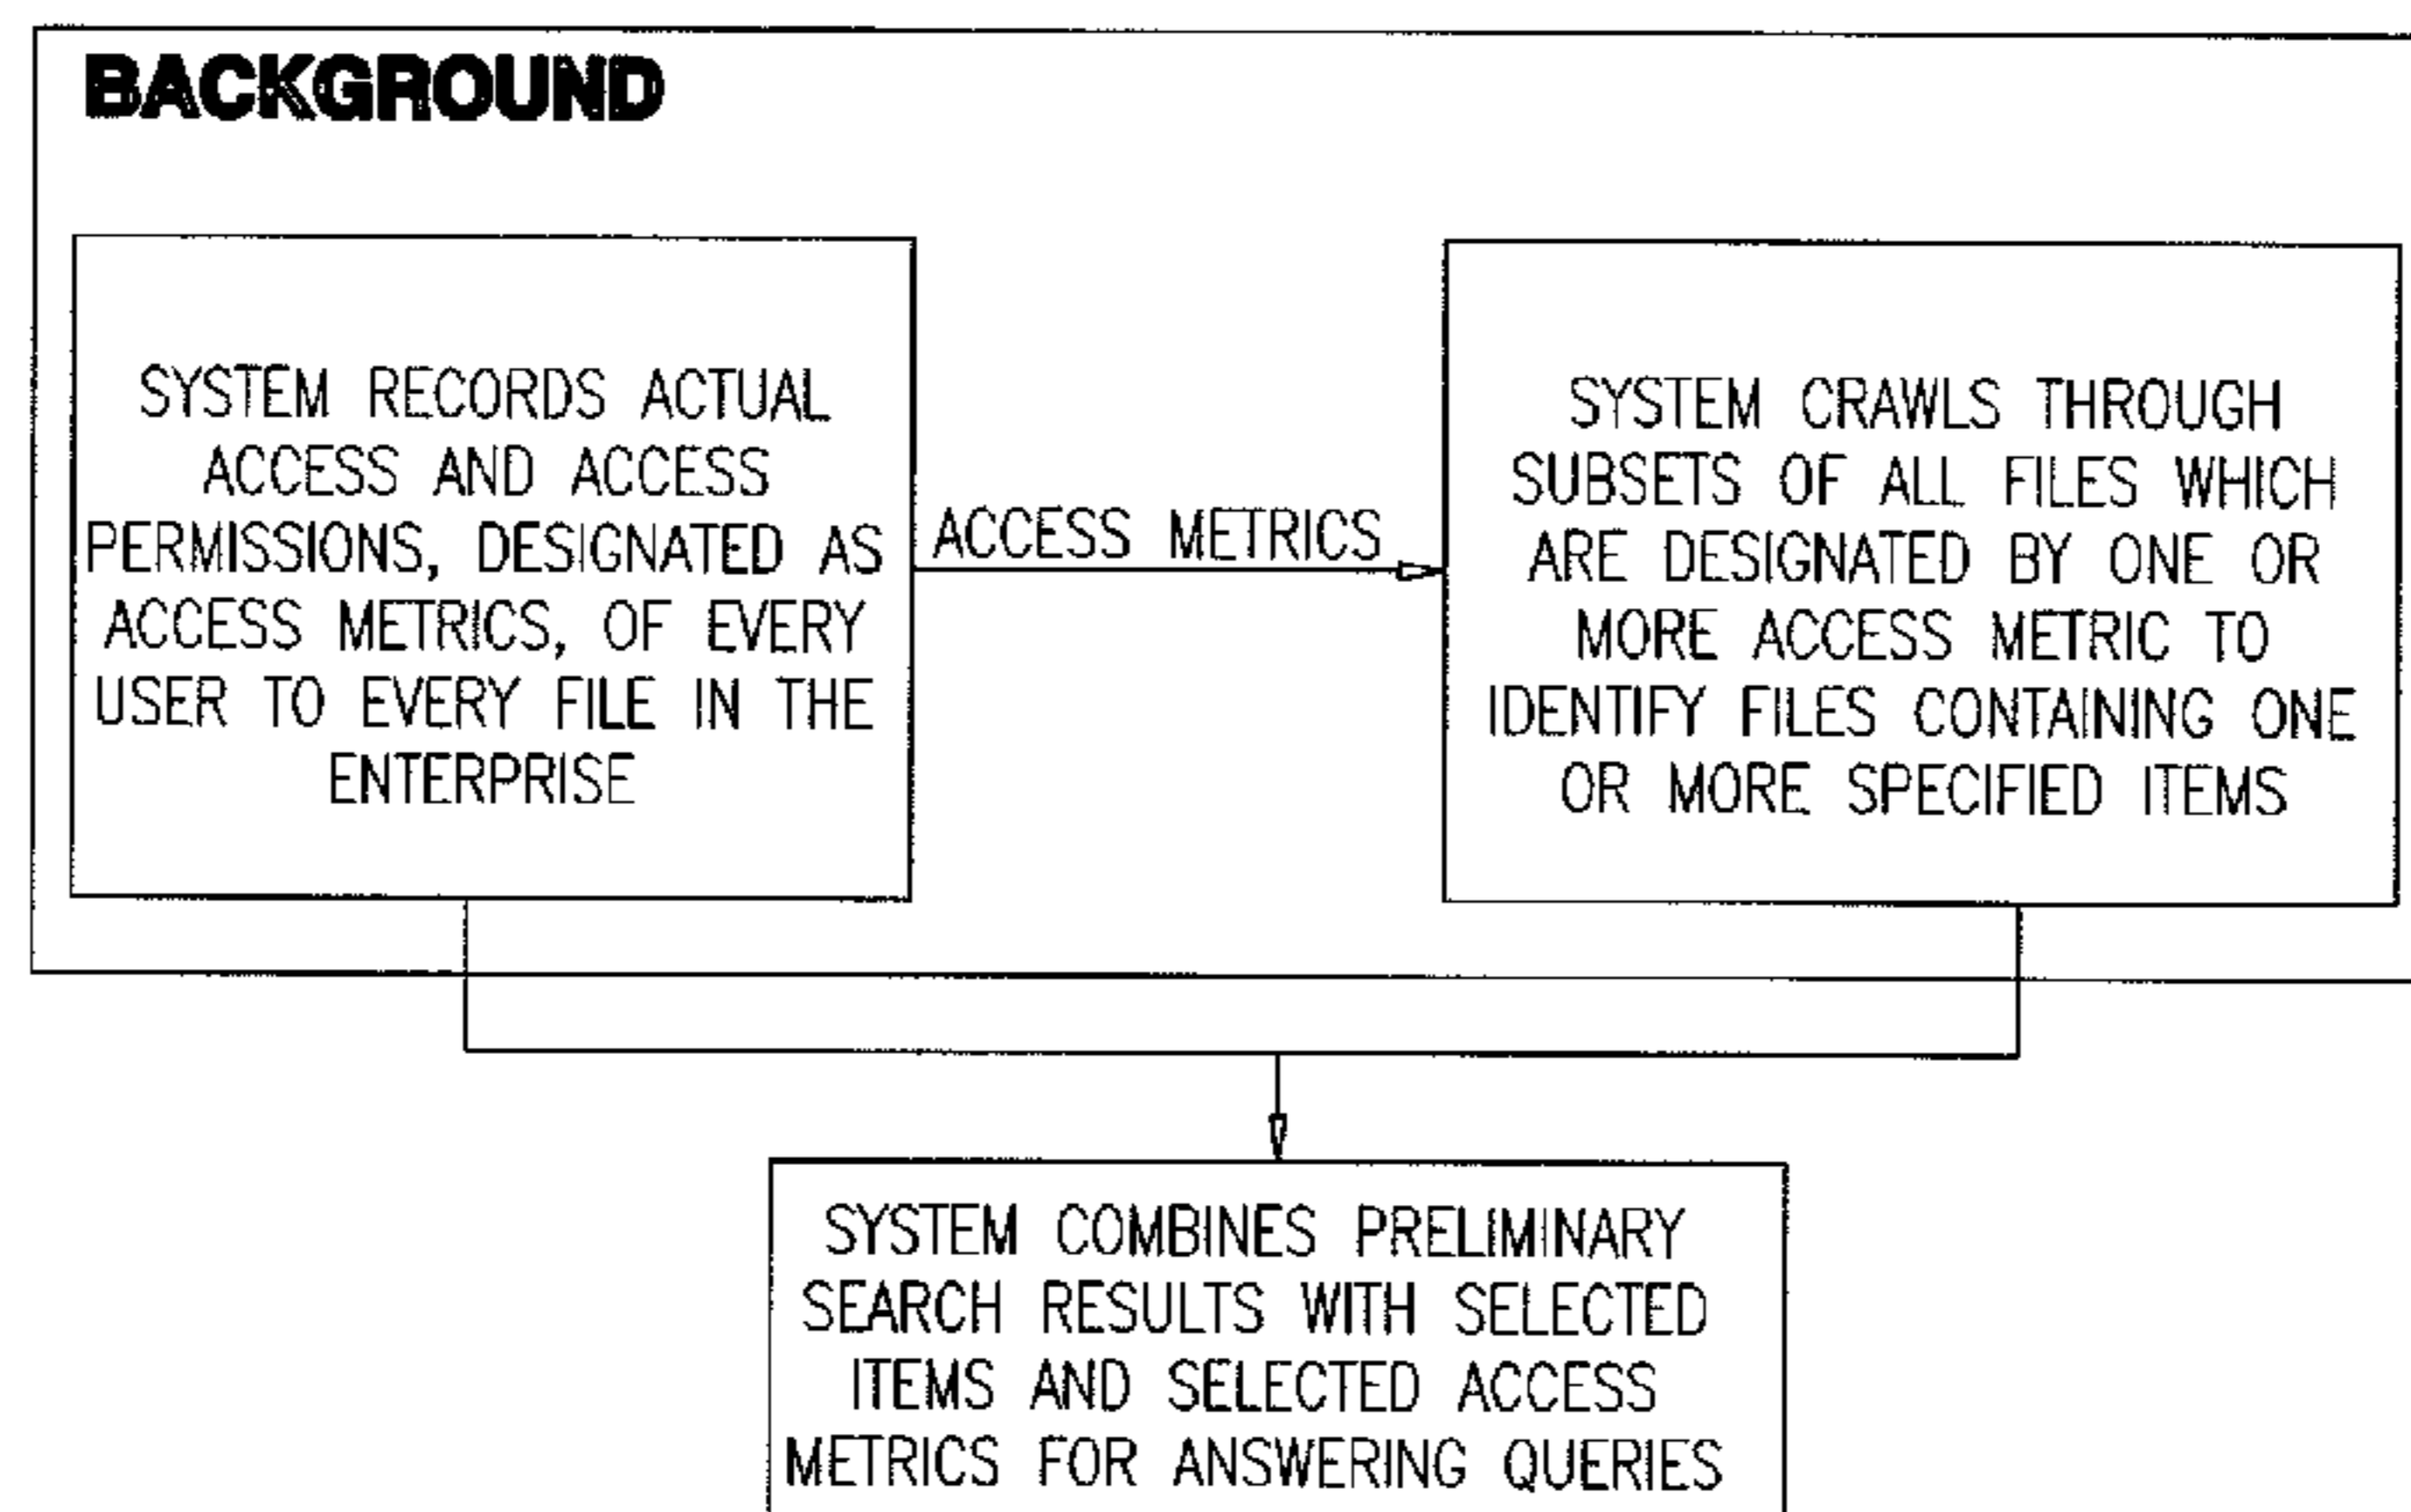 BACKGROUND
SYSTEM RECORDS ACTUAL
ACCESS AND ACCESS
PERMISSIONS, DESIGNATED AS
ACCESS METRICS, OF EVERY
USER TO EVERY FILE IN THE
ENTERPRISE
ACCESS METRICS
SYSTEM CRAWLS THROUGH
SUBSETS OF ALL FILES WHICH
ARE DESIGNATED BY ONE OR
MORE ACCESS METRIC TO
IDENTIFY FILES CONTAINING ONE
OR MORE SPECIFIED ITEMS
SYSTEM COMBINES PRELIMINARY
SEARCH RESULTS WITH SELECTED
ITEMS AND SELECTED ACCESS
METRICS FOR ANSWERING QUERIES